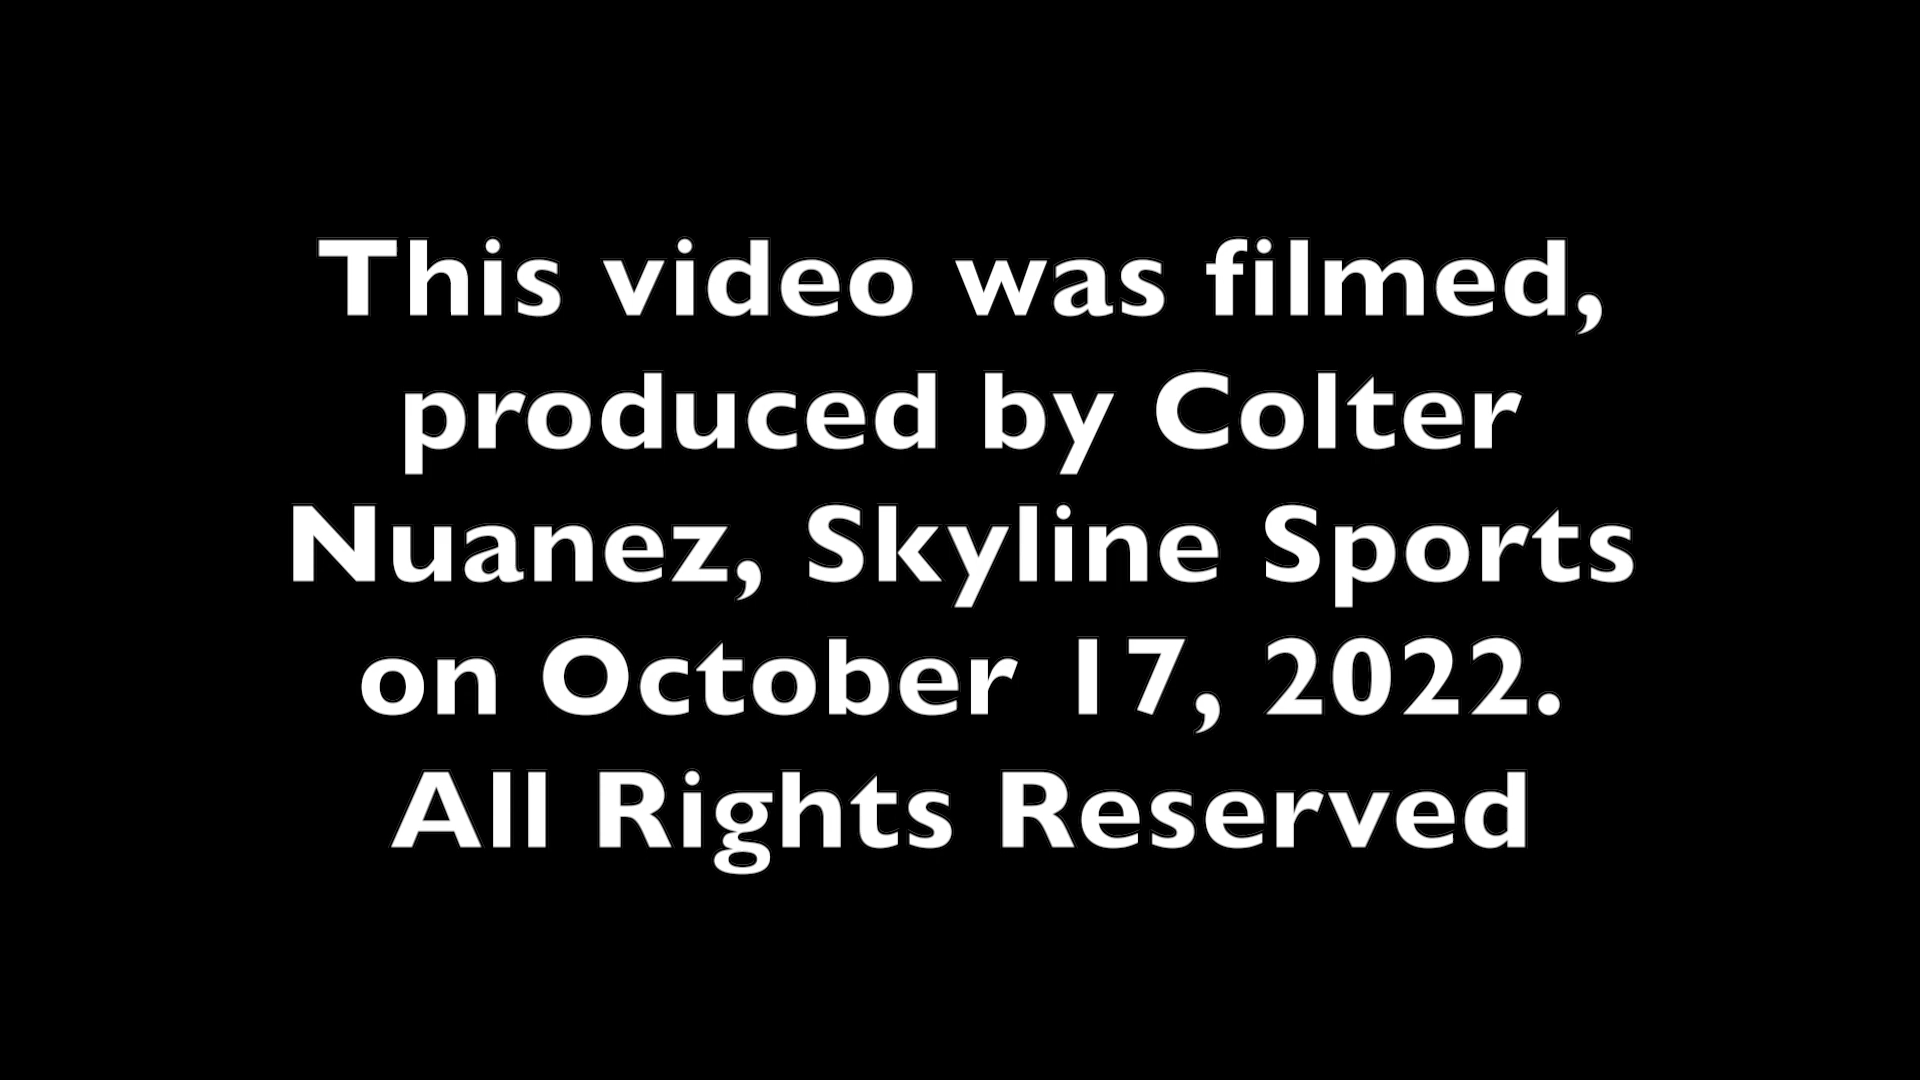 This video was filmed,
produced by Colter
Nuanez, Skyline Sports
on October 17, 2022.
All Rights Reserved